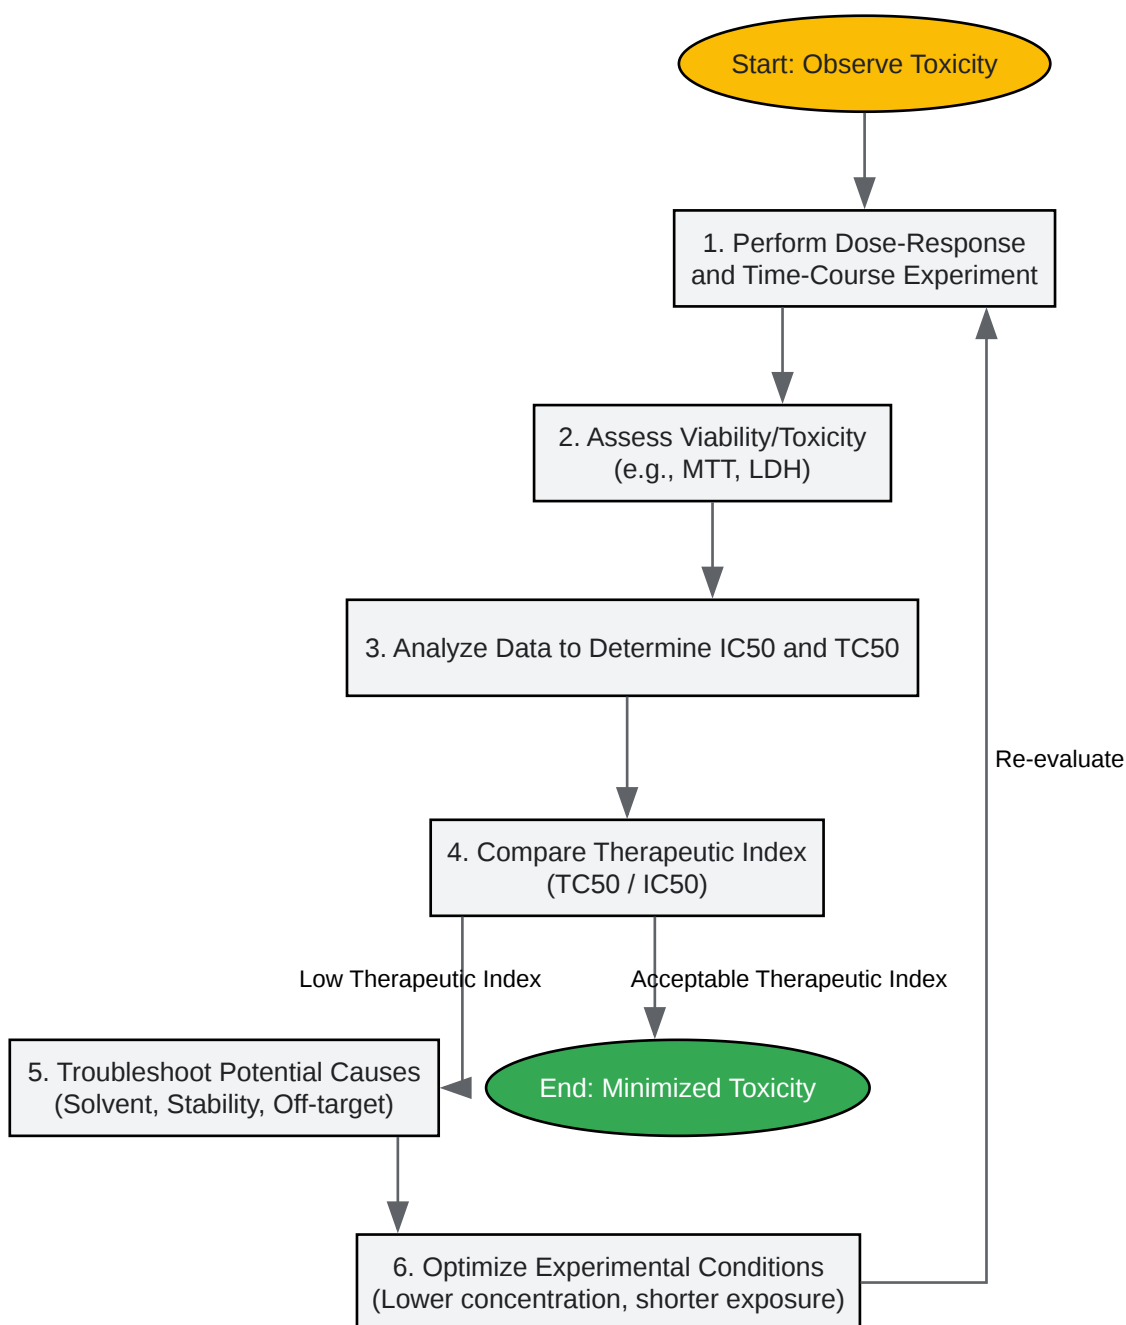 Start: Observe Toxicity
1. Perform Dose-Response
and Time-Course Experiment
2. Assess Viability/Toxicity
(e.g., MTT, LDH)
3. Analyze Data to Determine IC50 and TC50
Re-evaluate
4. Compare Therapeutic Index
(TC50 / IC50)
Low Therapeutic Index
Acceptable Therapeutic Index
5. Troubleshoot Potential Causes
(Solvent, Stability, Off-target)
End: Minimized Toxicity
6. Optimize Experimental Conditions
(Lower concentration, shorter exposure)